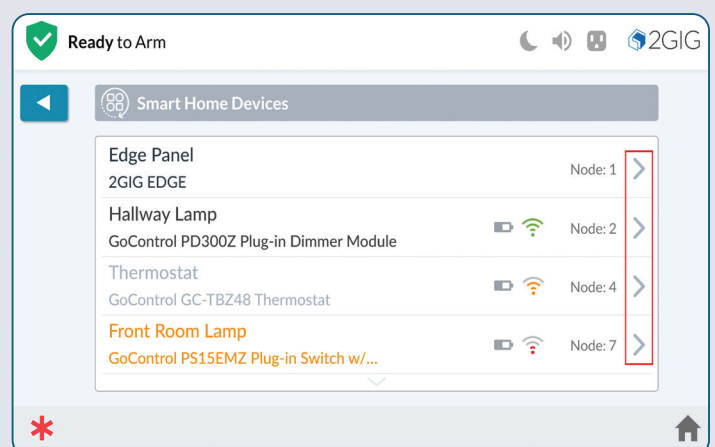 Ready to Arm
2GIG
Smart Home Devices
Edge Panel
2GIG EDGE
Node: 1
Hallway Lamp
GoControl PD300Z Plug-in Dimmer Module
Node: 2
Thermostat
GoControl GC-TBZ48 Thermostat
Node: 4
Front Room Lamp
GoControl PS15EMZ Plug-in Switch w/...
Node: 7